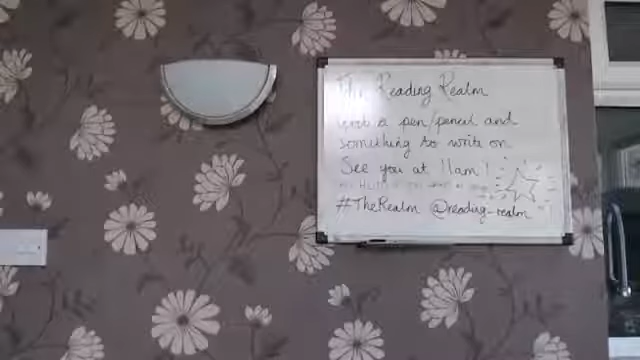 The Reading Realm
Grab a pen/pencil and
something to write on
See you at 11am!
#TheRealm @reading_realm